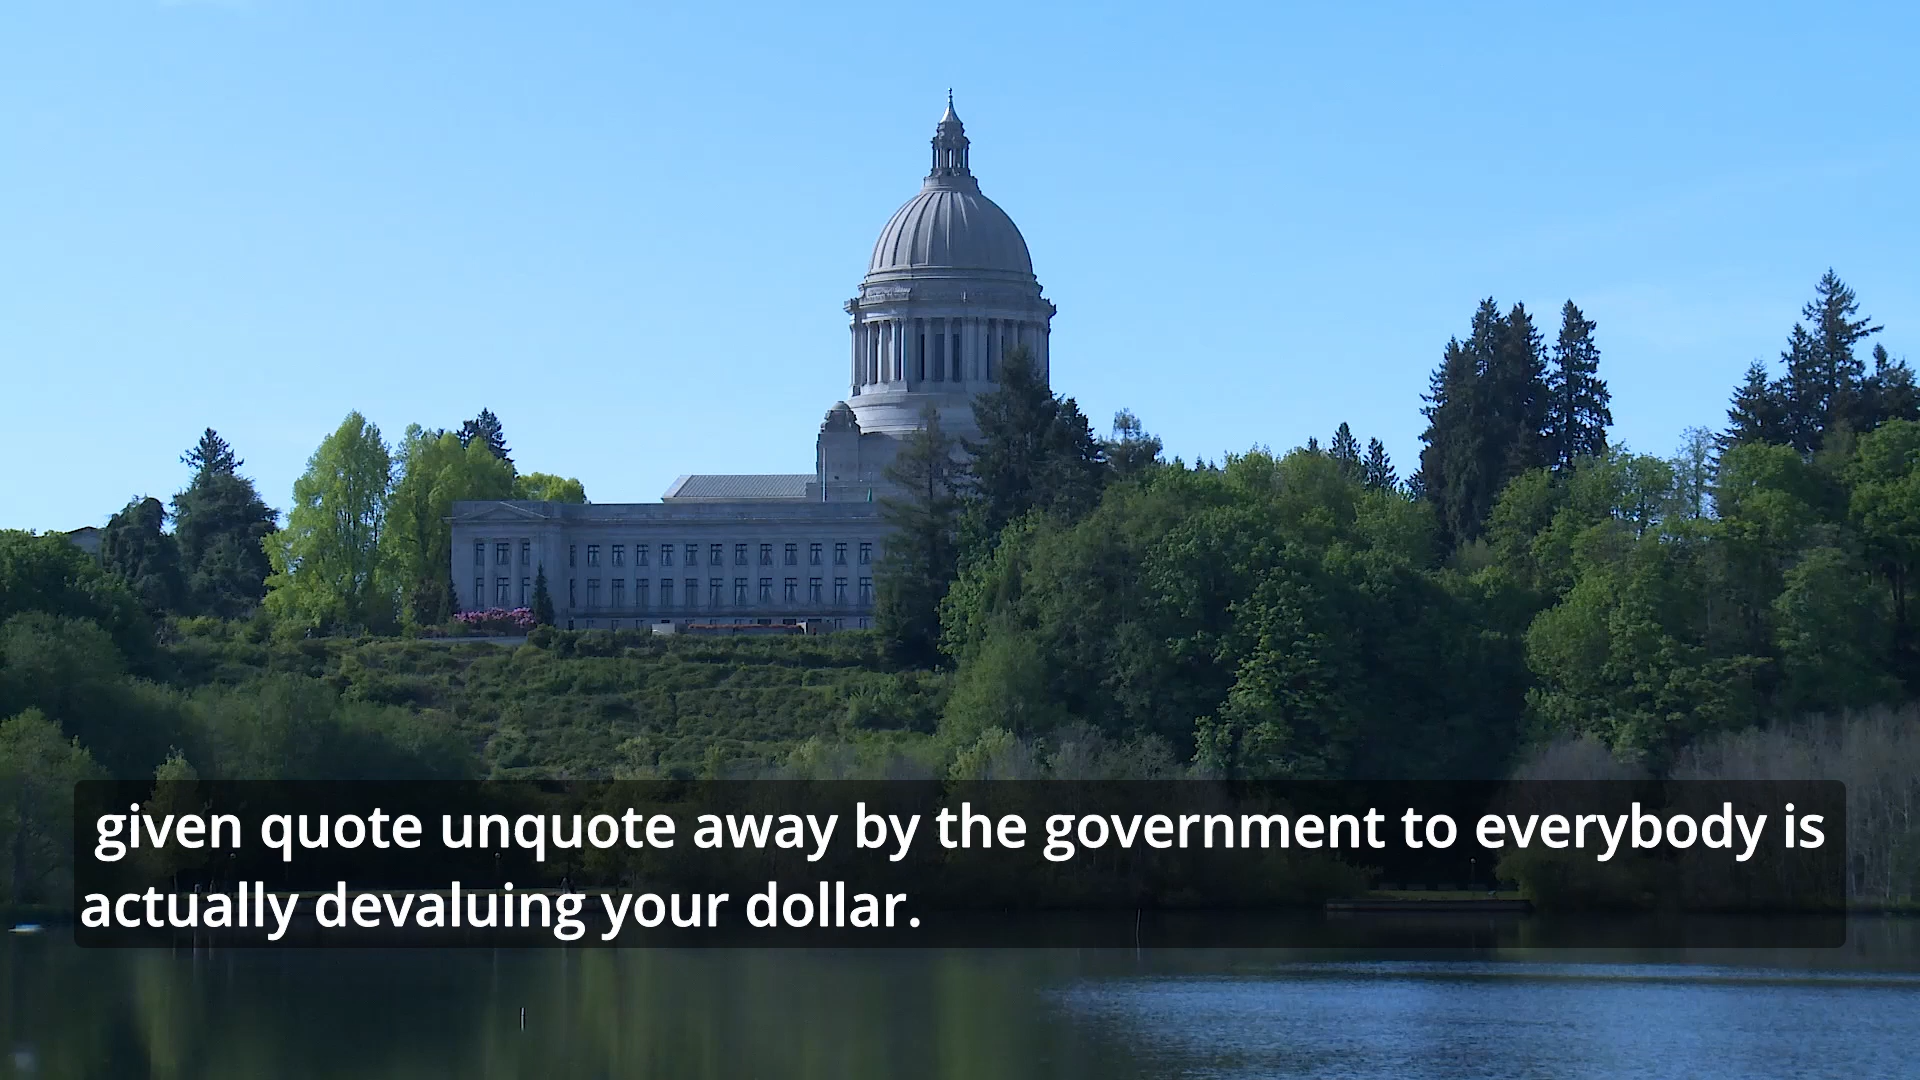 given quote unquote away by the government to everybody is
actually devaluing your dollar.